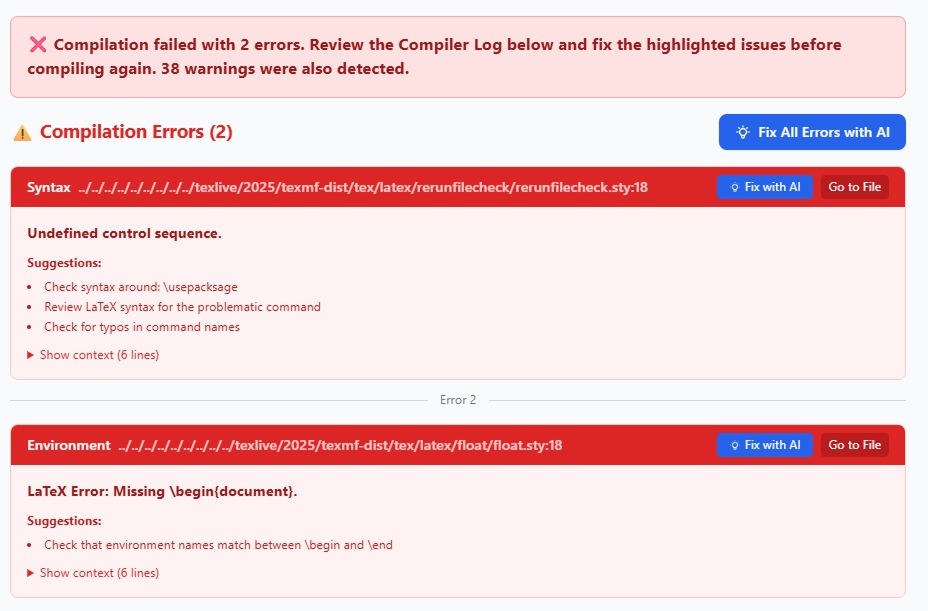 ❌ Compilation failed with 2 errors. Review the Compiler Log below and fix the highlighted issues before
compiling again. 38 warnings were also detected.
⚠️ Compilation Errors (2)
Fix All Errors with AI
Syntax ../../../../../../../../../texlive/2025/texmf-dist/tex/latex/rerunfilecheck/rerunfilecheck.sty:18
Fix with AI
Go to File
Undefined control sequence.
Suggestions:
• Check syntax around: \usepacksage
• Review LaTeX syntax for the problematic command
• Check for typos in command names
▶ Show context (6 lines)
Error 2
Environment ../../../../../../../../../texlive/2025/texmf-dist/tex/latex/float/float.sty:18
Fix with AI
Go to File
LaTeX Error: Missing \begin{document}.
Suggestions:
• Check that environment names match between \begin and \end
▶ Show context (6 lines)